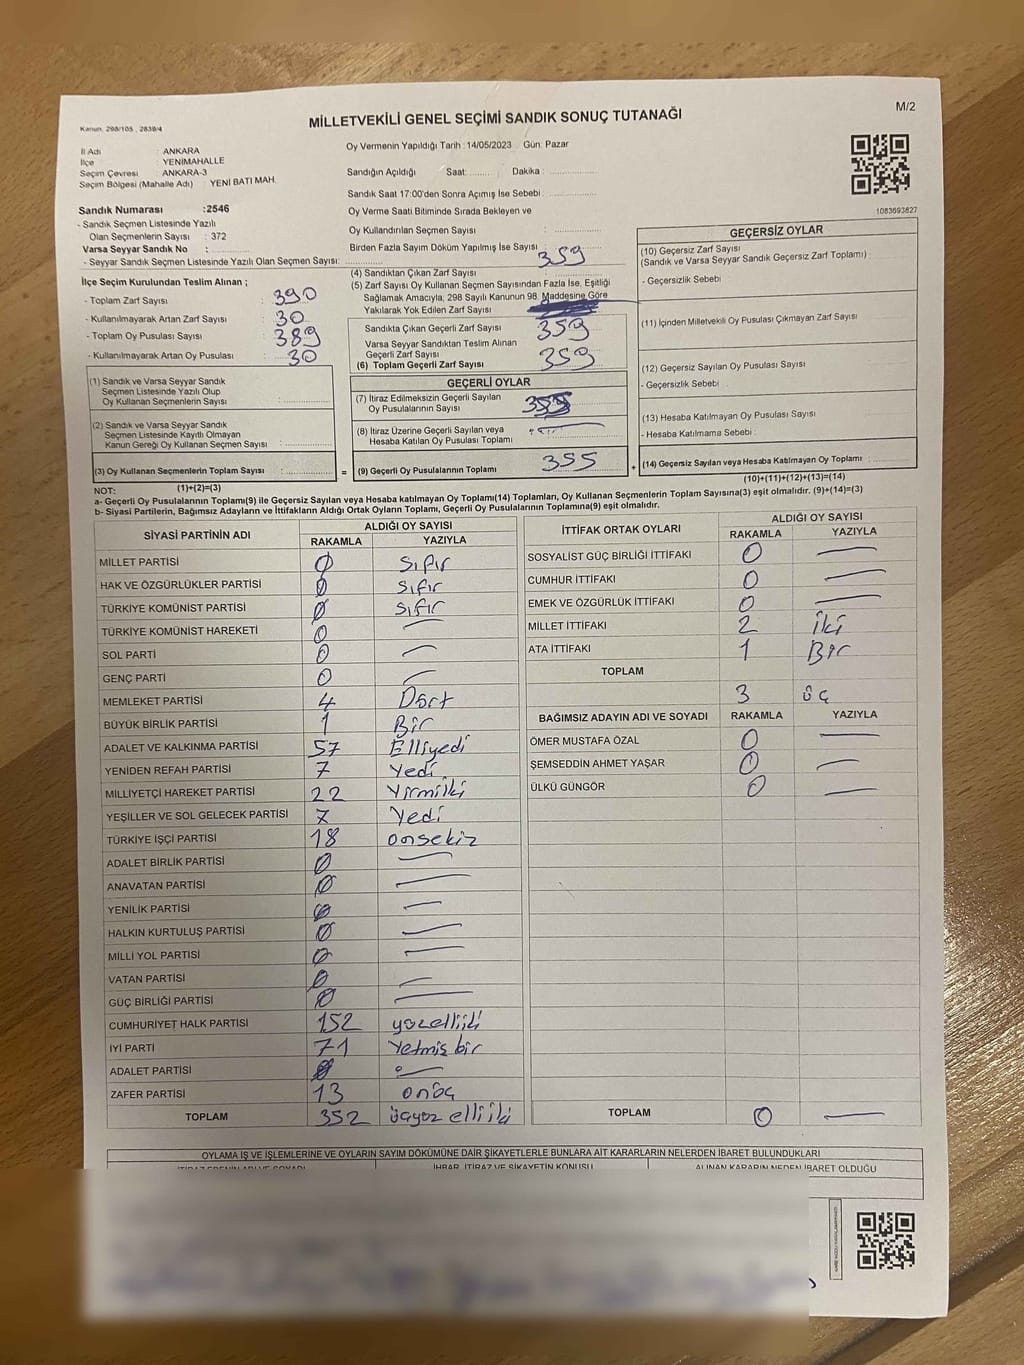 M/2
Kanun, 298/105 , 2839/4
MİLLETVEKİLİ GENEL SEÇİMİ SANDIK SONUÇ TUTANAĞI
İl Adı ANKARA
İlçe YENİMAHALLE
Seçim Çevresi ANKARA-3
Seçim Bölgesi (Mahalle Adı) YENİ BATI MAH.
Sandık Numarası :2546
- Sandık Seçmen Listesinde Yazılı
Olan Seçmenlerin Sayısı : 372
Varsa Seyyar Sandık No :
- Seyyar Sandık Seçmen Listesinde Yazılı Olan Seçmen Sayısı:
İlçe Seçim Kurulundan Teslim Alınan ;
- Toplam Zarf Sayısı : 390
- Kullanılmayarak Artan Zarf Sayısı : 30
- Toplam Oy Pusulası Sayısı : 389
- Kullanılmayarak Artan Oy Pusulası : 30
(1) Sandık ve Varsa Seyyar Sandık
Seçmen Listesinde Yazılı Olup
Oy Kullanan Seçmenlerin Sayısı :
(2) Sandık ve Varsa Seyyar Sandık
Seçmen Listesinde Kayıtlı Olmayan
Kanun Gereği Oy Kullanan Seçmen Sayısı :
(3) Oy Kullanan Seçmenlerin Toplam Sayısı :
(1)+(2)=(3)
Oy Vermenin Yapıldığı Tarih :14/05/2023 Gün: Pazar
Sandığın Açıldığı Saat: Dakika :
Sandık Saat 17:00'den Sonra Açımış İse Sebebi :
Oy Verme Saati Bitiminde Sırada Bekleyen ve
Oy Kullandırılan Seçmen Sayısı :
Birden Fazla Sayım Döküm Yapılmış İse Sayısı :
(4) Sandıktan Çıkan Zarf Sayısı : 359
(5) Zarf Sayısı Oy Kullanan Seçmen Sayısından Fazla İse, Eşitliği
Sağlamak Amacıyla; 298 Sayılı Kanunun 98. Maddesine Göre
Yakılarak Yok Edilen Zarf Sayısı
Sandıkta Çıkan Geçerli Zarf Sayısı 359
Varsa Seyyar Sandıktan Teslim Alınan
Geçerli Zarf Sayısı
(6) Toplam Geçerli Zarf Sayısı 359
GEÇERLİ OYLAR
(7) İtiraz Edilmeksizin Geçerli Sayılan
Oy Pusulalarının Sayısı
(8) İtiraz Üzerine Geçerli Sayılan veya
Hesaba Katılan Oy Pusulası Toplamı
= (9) Geçerli Oy Pusulalarının Toplamı 355
1083693827
GEÇERSİZ OYLAR
(10) Geçersiz Zarf Sayısı
(Sandık ve Varsa Seyyar Sandık Geçersiz Zarf Toplamı) :
- Geçersizlik Sebebi :
(11) İçinden Milletvekili Oy Pusulası Çıkmayan Zarf Sayısı
(12) Geçersiz Sayılan Oy Pusulası Sayısı :
- Geçersizlik Sebebi :
(13) Hesaba Katılmayan Oy Pusulası Sayısı
- Hesaba Katılmama Sebebi :
+ (14) Geçersiz Sayılan veya Hesaba Katılmayan Oy Toplamı :
(10)+(11)+(12)+(13)=(14)
NOT:
a- Geçerli Oy Pusulalarının Toplamı(9) ile Geçersiz Sayılan veya Hesaba katılmayan Oy Toplamı(14) Toplamları, Oy Kullanan Seçmenlerin Toplam Sayısına(3) eşit olmalıdır. (9)+(14)=(3)
b- Siyasi Partilerin, Bağımsız Adayların ve İttifakların Aldığı Ortak Oyların Toplamı, Geçerli Oy Pusulalarının Toplamına(9) eşit olmalıdır.
SİYASİ PARTİNİN ADI ALDIĞI OY SAYISI
RAKAMLA YAZIYLA
MİLLET PARTİSİ 0 Sıfır
HAK VE ÖZGÜRLÜKLER PARTİSİ 0 Sıfır
TÜRKİYE KOMÜNİST PARTİSİ 0 Sıfır
TÜRKİYE KOMÜNİST HAREKETİ 0 —
SOL PARTİ 0 —
GENÇ PARTİ 0 —
MEMLEKET PARTİSİ 4 Dört
BÜYÜK BİRLİK PARTİSİ 1 Bir
ADALET VE KALKINMA PARTİSİ 57 Elliyedi
YENİDEN REFAH PARTİSİ 7 Yedi
MİLLİYETÇİ HAREKET PARTİSİ 22 Yirmiiki
YEŞİLLER VE SOL GELECEK PARTİSİ 7 Yedi
TÜRKİYE İŞÇİ PARTİSİ 18 onsekiz
ADALET BİRLİK PARTİSİ 0 —
ANAVATAN PARTİSİ 0 —
YENİLİK PARTİSİ 0 —
HALKIN KURTULUŞ PARTİSİ 0 —
MİLLİ YOL PARTİSİ 0 —
VATAN PARTİSİ 0 —
GÜÇ BİRLİĞİ PARTİSİ 0 —
CUMHURİYET HALK PARTİSİ 152 yüzelliiki
İYİ PARTİ 71 Yetmiş bir
ADALET PARTİSİ 0 —
ZAFER PARTİSİ 13 onüç
TOPLAM 352 üçyüz elliiki
İTTİFAK ORTAK OYLARI ALDIĞI OY SAYISI
RAKAMLA YAZIYLA
SOSYALİST GÜÇ BİRLİĞİ İTTİFAKI 0 —
CUMHUR İTTİFAKI 0 —
EMEK VE ÖZGÜRLÜK İTTİFAKI 0 —
MİLLET İTTİFAKI 2 İki
ATA İTTİFAKI 1 Bir
TOPLAM
3 üç
BAĞIMSIZ ADAYIN ADI VE SOYADI RAKAMLA YAZIYLA
ÖMER MUSTAFA ÖZAL 0 —
ŞEMSEDDİN AHMET YAŞAR 0 —
ÜLKÜ GÜNGÖR 0 —
TOPLAM 0 —
OYLAMA İŞ VE İŞLEMLERİNE VE OYLARIN SAYIM DÖKÜMÜNE DAİR ŞİKAYETLERLE BUNLARA AİT KARARLARIN NELERDEN İBARET BULUNDUKLARI
İTİRAZ EDENİN ADI VE SOYADI İHBAR, İTİRAZ VE ŞİKAYETİN KONUSU ALINAN KARARIN NEDEN İBARET OLDUĞU